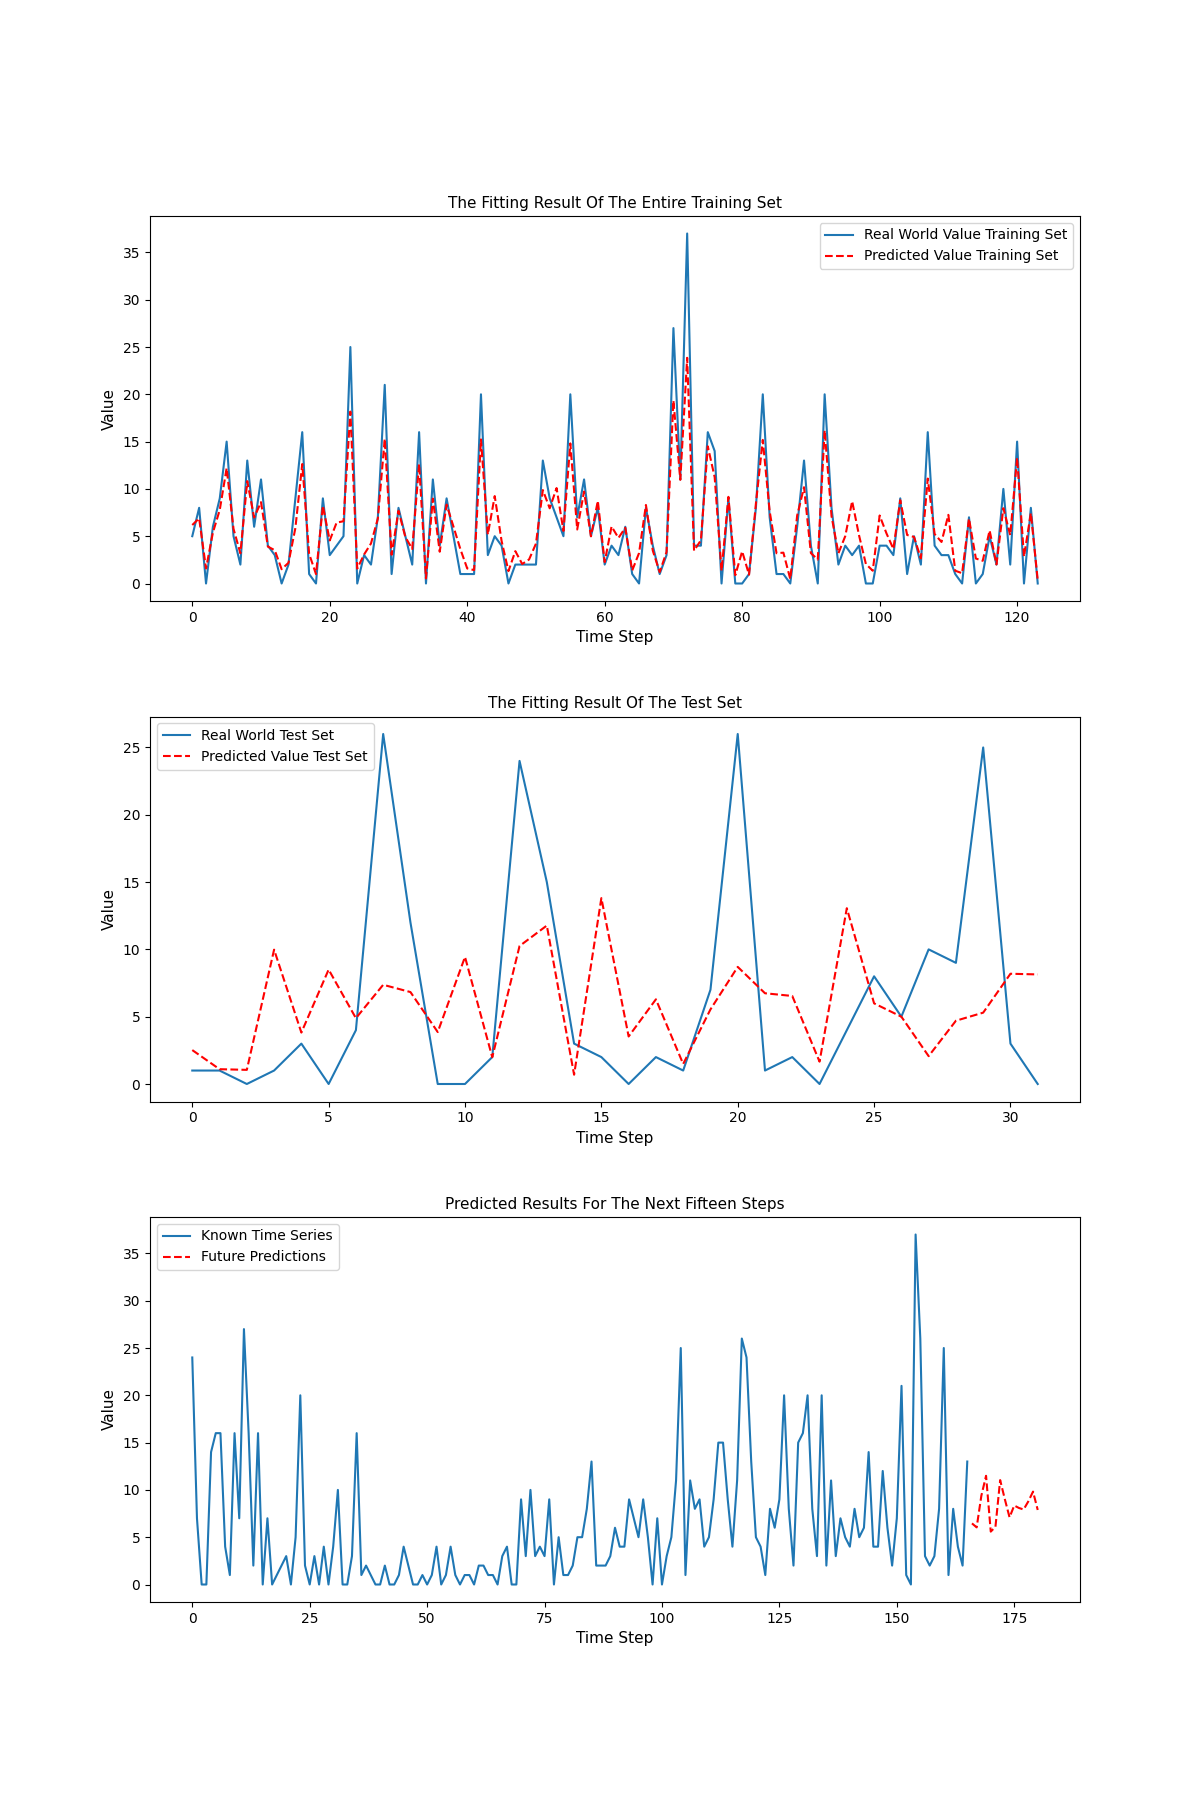 The Fitting Result Of The Entire Training Set
Real World Value Training Set
Predicted Value Training Set
35
30
25
20
15
10
5
0
Value
0 20 40 60 80 100 120
Time Step
The Fitting Result Of The Test Set
Real World Test Set
Predicted Value Test Set
25
20
15
10
5
0
Value
0 5 10 15 20 25 30
Time Step
Predicted Results For The Next Fifteen Steps
Known Time Series
Future Predictions
35
30
25
20
15
10
5
0
Value
0 25 50 75 100 125 150 175
Time Step